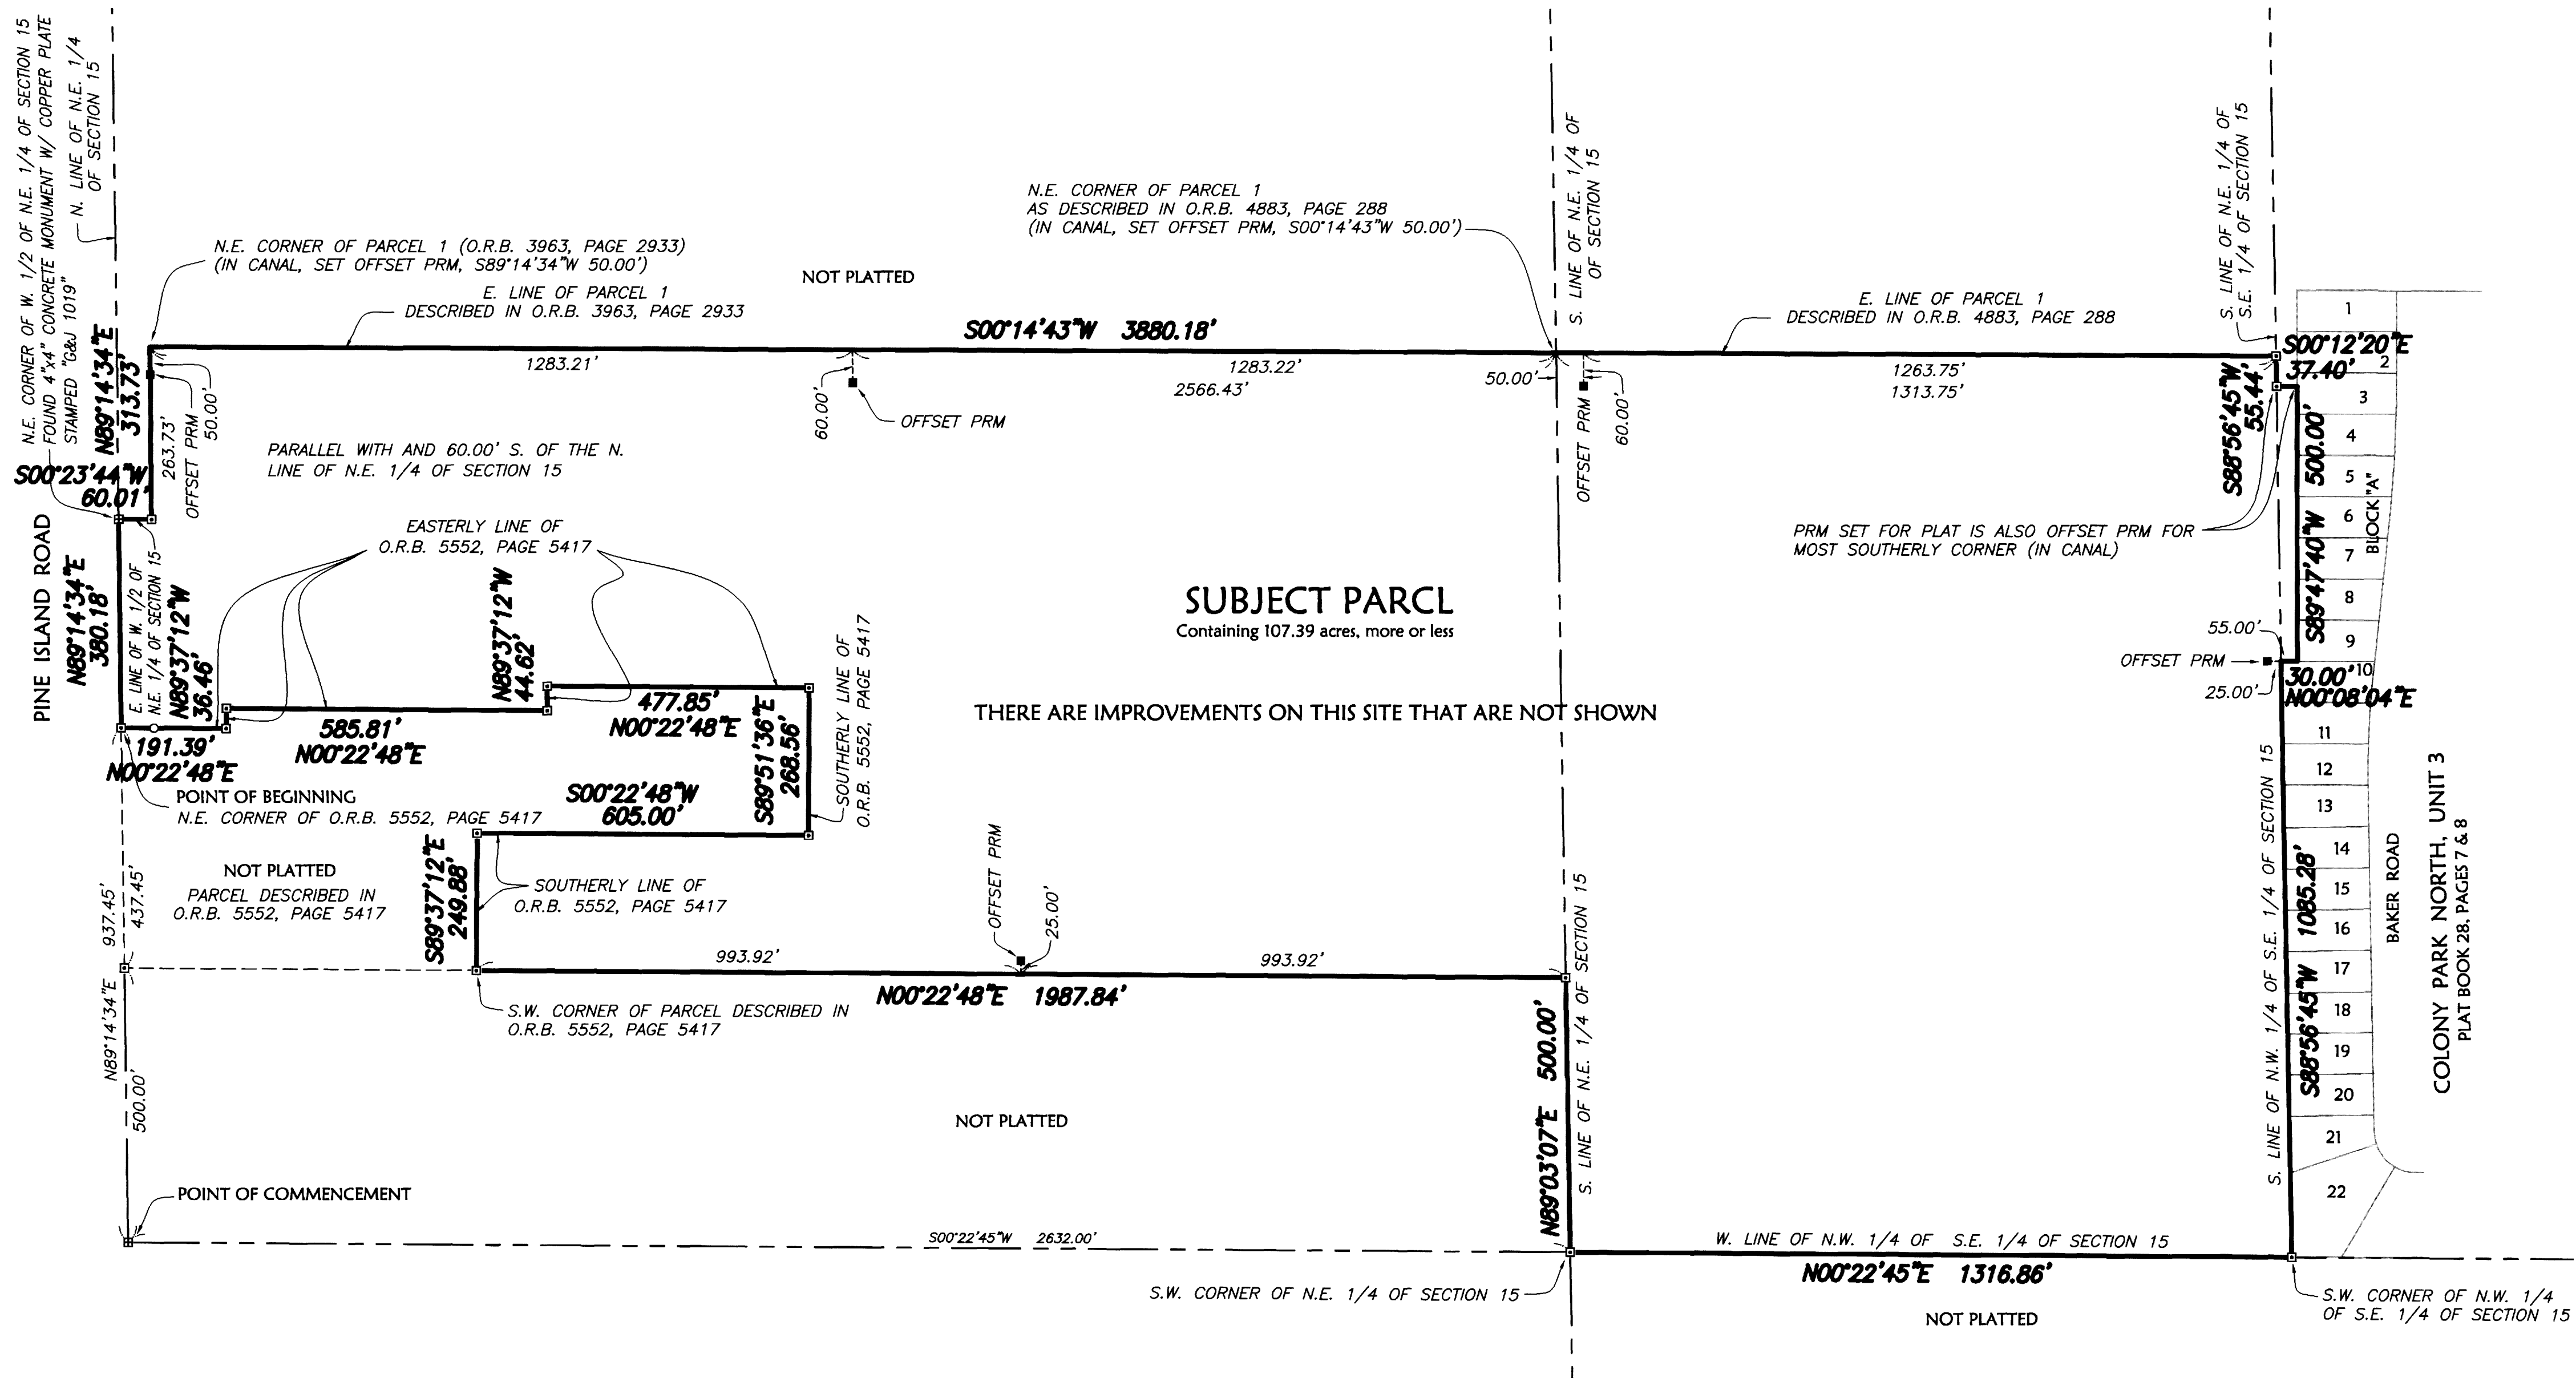 N.E. CORNER OF W. 1/2 OF N.E. 1/4 OF SECTION 15
FOUND 4"x4" CONCRETE MONUMENT W/ COPPER PLATE
STAMPED "G&J 1019"
N. LINE OF N.E. 1/4
OF SECTION 15
N.E. CORNER OF PARCEL 1 (O.R.B. 3963, PAGE 2933)
(IN CANAL, SET OFFSET PRM, S89°14'34"W 50.00')
E. LINE OF PARCEL 1
DESCRIBED IN O.R.B. 3963, PAGE 2933
NOT PLATTED
N.E. CORNER OF PARCEL 1
AS DESCRIBED IN O.R.B. 4883, PAGE 288
(IN CANAL, SET OFFSET PRM, S00°14'43"W 50.00')
S. LINE OF N.E. 1/4 OF
OF SECTION 15
E. LINE OF PARCEL 1
DESCRIBED IN O.R.B. 4883, PAGE 288
S. LINE OF N.E. 1/4 OF
S.E. 1/4 OF SECTION 15
S00°14'43"W 3880.18'
1283.21'
1283.22'
2566.43'
1263.75'
1313.75'
50.00'
60.00'
OFFSET PRM
60.00'
OFFSET PRM
N89°14'34"E
313.73'
263.73'
OFFSET PRM
50.00'
S00°23'44"W
60.01'
PARALLEL WITH AND 60.00' S. OF THE N.
LINE OF N.E. 1/4 OF SECTION 15
S00°12'20"E
37.40'
S88°56'45"W
55.44'
500.00'
S89°47'40"W
PRM SET FOR PLAT IS ALSO OFFSET PRM FOR
MOST SOUTHERLY CORNER (IN CANAL)
1
2
3
4
5
6
7
8
9
10
11
12
13
14
15
16
17
18
19
20
21
22
BLOCK "A"
BAKER ROAD
COLONY PARK NORTH, UNIT 3
PLAT BOOK 28, PAGES 7 & 8
PINE ISLAND ROAD
N89°14'34"E
380.18'
E. LINE OF W. 1/2 OF
N.E. 1/4 OF SECTION 15
N89°37'12"W
36.46'
EASTERLY LINE OF
O.R.B. 5552, PAGE 5417
N89°37'12"W
44.62'
SUBJECT PARCL
Containing 107.39 acres, more or less
THERE ARE IMPROVEMENTS ON THIS SITE THAT ARE NOT SHOWN
191.39'
N00°22'48"E
585.81'
N00°22'48"E
477.85'
N00°22'48"E
S89°51'36"E
268.56'
SOUTHERLY LINE OF
O.R.B. 5552, PAGE 5417
S00°22'48"W
605.00'
POINT OF BEGINNING
N.E. CORNER OF O.R.B. 5552, PAGE 5417
NOT PLATTED
PARCEL DESCRIBED IN
O.R.B. 5552, PAGE 5417
S89°37'12"E
249.88'
SOUTHERLY LINE OF
O.R.B. 5552, PAGE 5417
937.45'
437.45'
N89°14'34"E
500.00'
OFFSET PRM
25.00'
993.92'
993.92'
N00°22'48"E 1987.84'
S.W. CORNER OF PARCEL DESCRIBED IN
O.R.B. 5552, PAGE 5417
55.00'
OFFSET PRM
25.00'
30.00'
N00°08'04"E
S. LINE OF N.E. 1/4 OF SECTION 15
N89°03'07"E 500.00'
S. LINE OF N.W. 1/4 OF S.E. 1/4 OF SECTION 15
S88°56'45"W 1085.28'
NOT PLATTED
POINT OF COMMENCEMENT
S00°22'45"W 2632.00'
S.W. CORNER OF N.E. 1/4 OF SECTION 15
W. LINE OF N.W. 1/4 OF S.E. 1/4 OF SECTION 15
N00°22'45"E 1316.86'
NOT PLATTED
S.W. CORNER OF N.W. 1/4
OF S.E. 1/4 OF SECTION 15